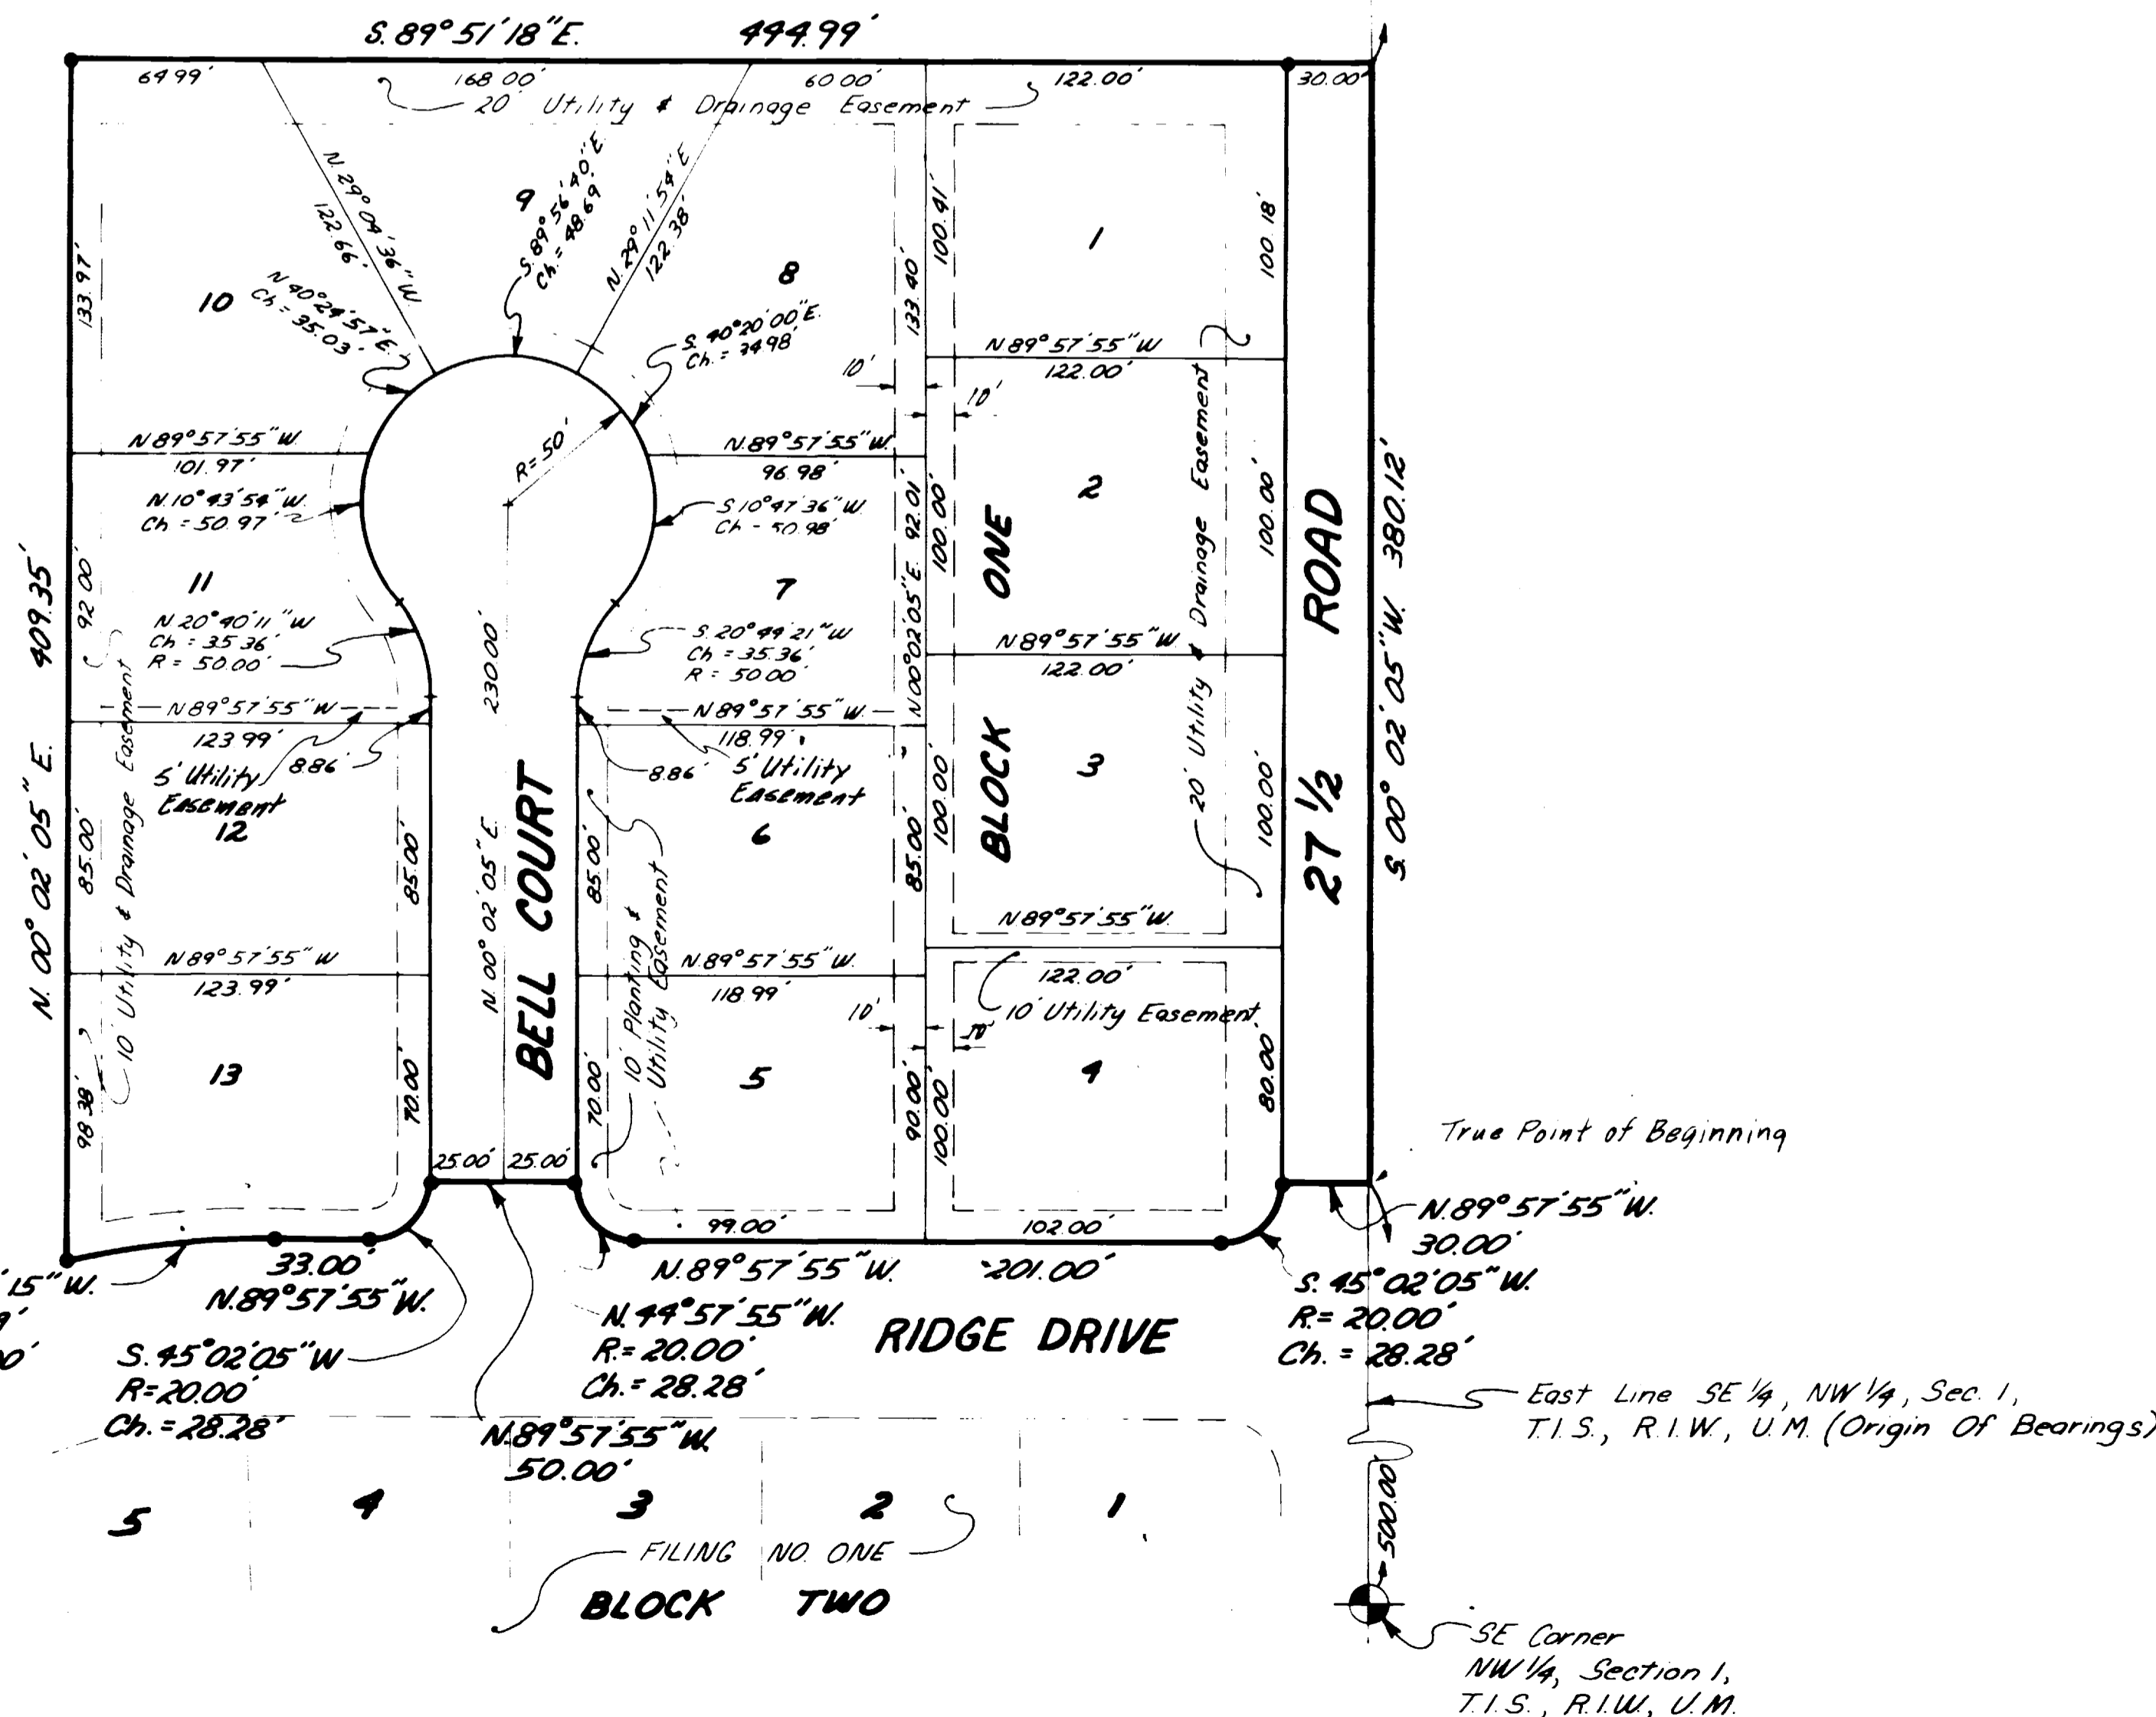 S. 89° 51' 18" E. 444.99'
64.99' 168.00' 60.00' 122.00' 30.00'
20' Utility & Drainage Easement
N. 29° 04' 36" W.
122.66'
9
S. 89° 56' 40" E.
Ch. = 48.69'
N. 29° 11' 54" E
122.38'
8
1
100.41'
100.18'
133.97'
133.40'
10
N 40° 24' 57" E.
Ch = 35.03'
S. 40° 20' 00" E.
Ch. = 34.98'
10'
10'
N 89° 57' 55" W
122.00'
R = 50'
N 89° 57' 55" W.
101.97'
N. 89° 57' 55" W.
96.98'
N. 10° 43' 54" W.
Ch = 50.97'
S 10° 47' 36" W.
Ch = 50.98'
2
100.00'
100.00'
20' Utility & Drainage Easement
BLOCK ONE
27 1/2 ROAD
S. 00° 02' 05" W. 380.12'
N. 00° 02' 05" E. 409.35'
92.00'
11
N 20° 40' 11" W
Ch = 35.36'
R = 50.00'
230.00'
7
S. 20° 44' 21" W
Ch = 35.36'
R = 50.00'
N 00° 02' 05" E. 92.01'
N 89° 57' 55" W.
122.00'
N 89° 57' 55" W
123.99'
8.86'
5' Utility
Easement
12
N 89° 57' 55" W.
118.99'
8.86'
5' Utility
Easement
6
3
100.00'
100.00'
85.00'
10' Utility & Drainage Easement
85.00'
N. 00° 02' 05" E.
BELL COURT
85.00'
10' Planting &
Utility Easement
85.00'
N 89° 57' 55" W.
122.00'
10' Utility Easement
N 89° 57' 55" W
123.99'
N. 89° 57' 55" W.
118.99'
10'
10'
98.38'
13
70.00'
70.00'
5
90.00'
100.00'
4
80.00'
25.00' 25.00'
99.00' 102.00'
True Point of Beginning
N. 89° 57' 55" W.
30.00'
15" W.
33.00'
N. 89° 57' 55" W.
N. 89° 57' 55" W. 201.00'
S. 45° 02' 05" W
R = 20.00'
Ch. = 28.28'
N. 44° 57' 55" W.
R. = 20.00'
Ch. = 28.28'
RIDGE DRIVE
S. 45° 02' 05" W.
R. = 20.00'
Ch. = 28.28'
N. 89° 57' 55" W.
50.00'
East Line SE 1/4, NW 1/4, Sec. 1,
T.1.S., R.1.W., U.M. (Origin Of Bearings)
5 4 3 2 1
FILING NO. ONE
BLOCK TWO
500.00
SE Corner
NW 1/4, Section 1,
T.1.S., R.1.W., U.M.